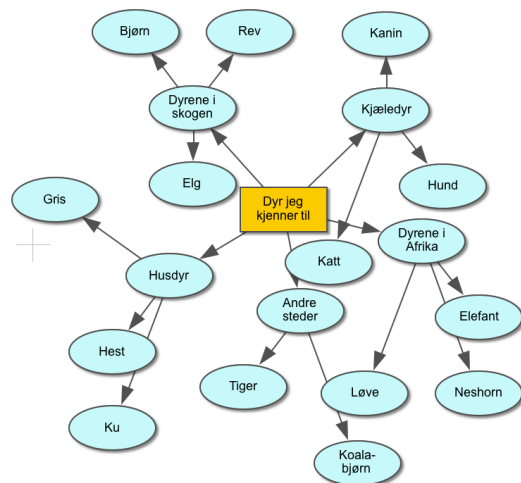 Bjørn
Rev
Kanin
Dyrene i
skogen
Kjæledyr
Elg
Hund
Gris
Dyr jeg
kjenner til
Dyrene i
Afrika
Katt
Husdyr
Andre
steder
Elefant
Hest
Tiger
Løve
Neshorn
Ku
Koala-
bjørn